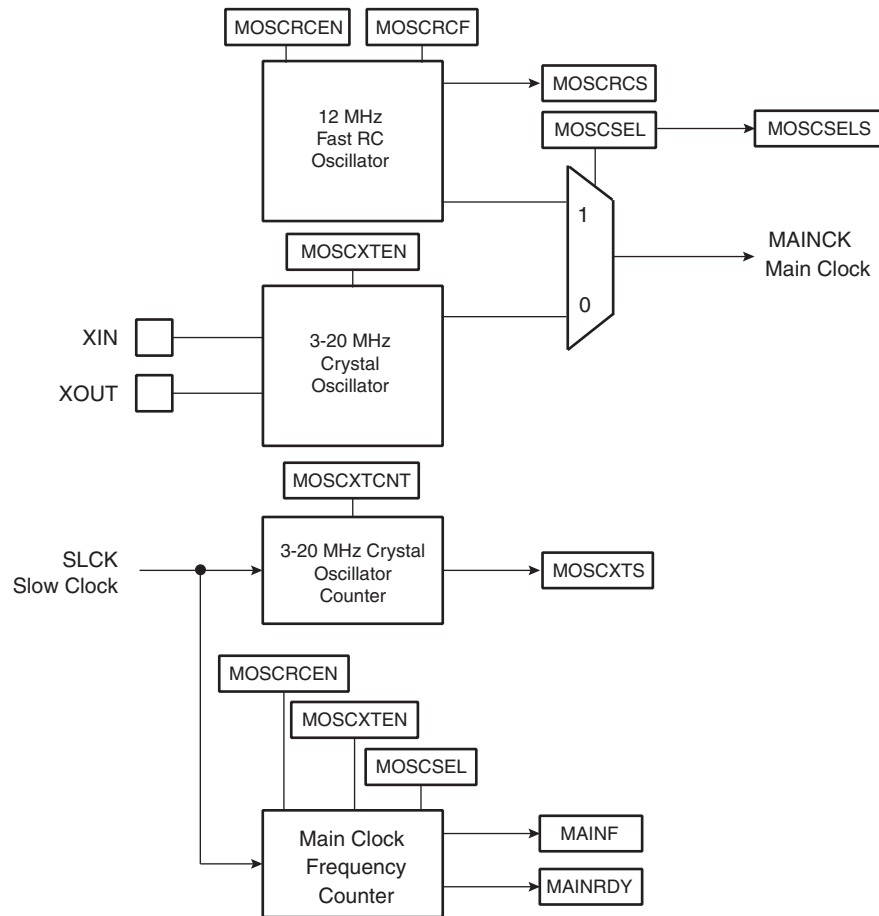 MOSCRCEN
MOSCRCF
12 MHz
Fast RC
Oscillator
MOSCRCS
MOSCSEL
MOSCSELS
1
0
MAINCK
Main Clock
MOSCXTEN
XIN
XOUT
3-20 MHz
Crystal
Oscillator
MOSCXTCNT
SLCK
Slow Clock
3-20 MHz Crystal
Oscillator
Counter
MOSCXTS
MOSCRCEN
MOSCXTEN
MOSCSEL
Main Clock
Frequency
Counter
MAINF
MAINRDY